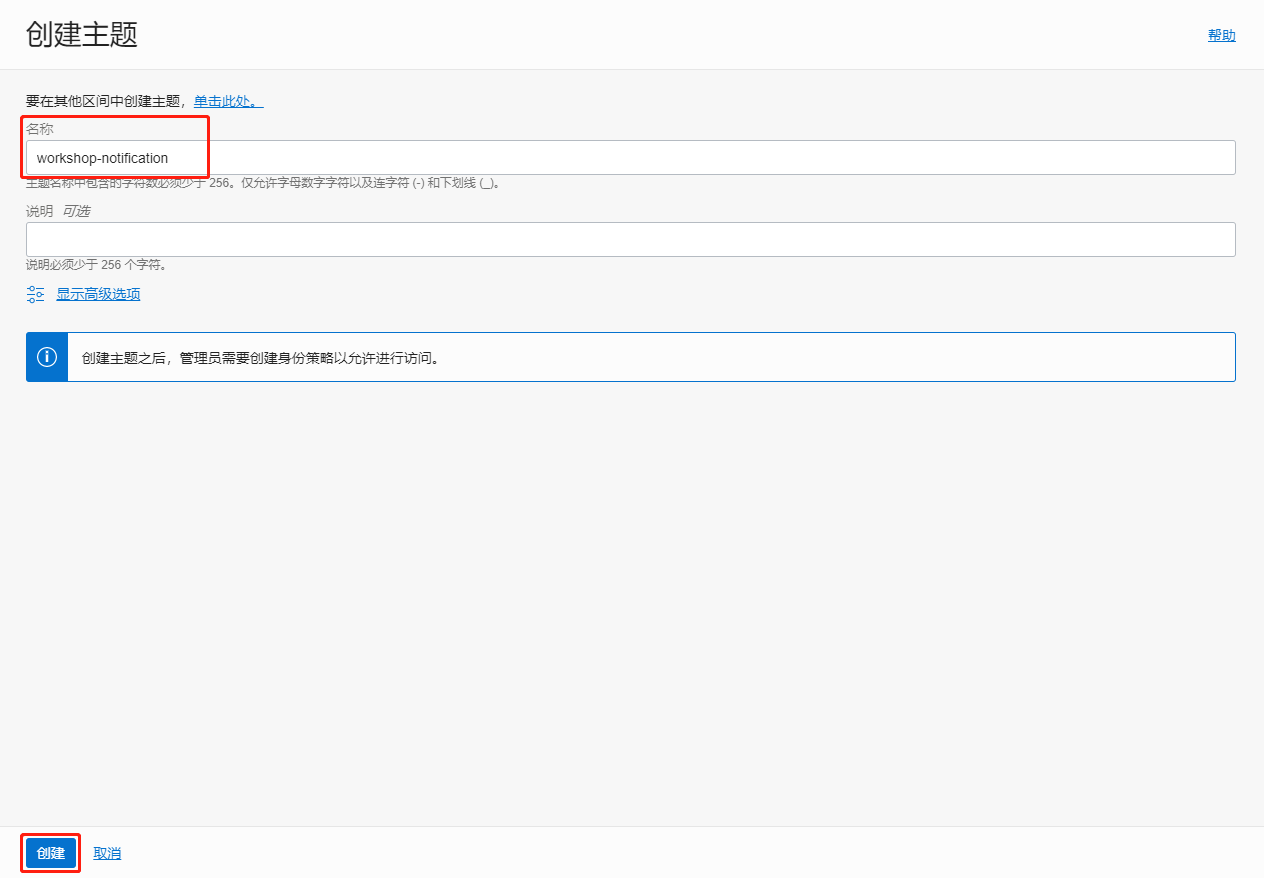 创建主题
帮助
要在其他区间中创建主题，单击此处。
名称
workshop-notification
主题名称中包含的字符数必须少于 256。仅允许字母数字字符以及连字符 (-) 和下划线 (_)。
说明 可选
说明必须少于 256 个字符。
显示高级选项
创建主题之后，管理员需要创建身份策略以允许进行访问。
创建 取消